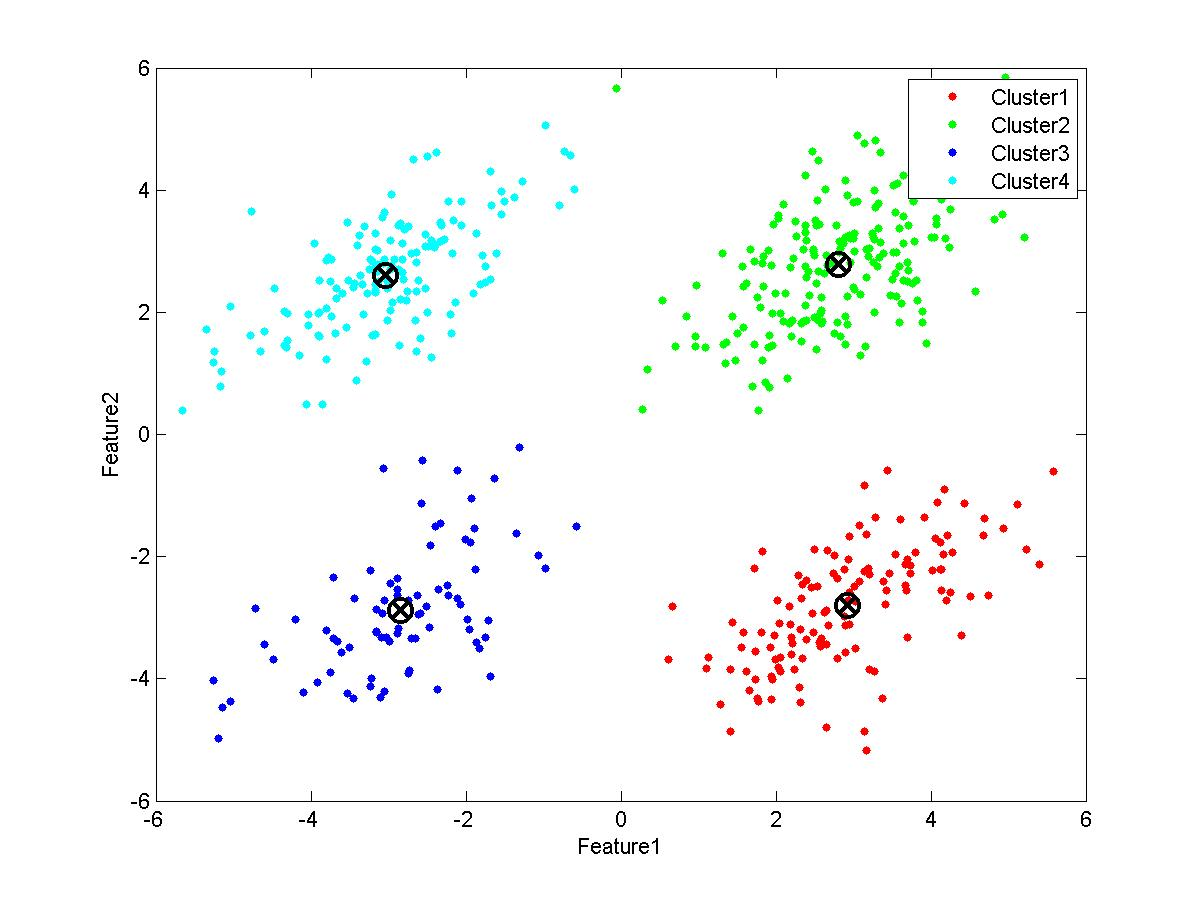 6
4
2
0
-2
-4
-6
Feature2
-6 -4 -2 0 2 4 6
Feature1
Cluster1
Cluster2
Cluster3
Cluster4